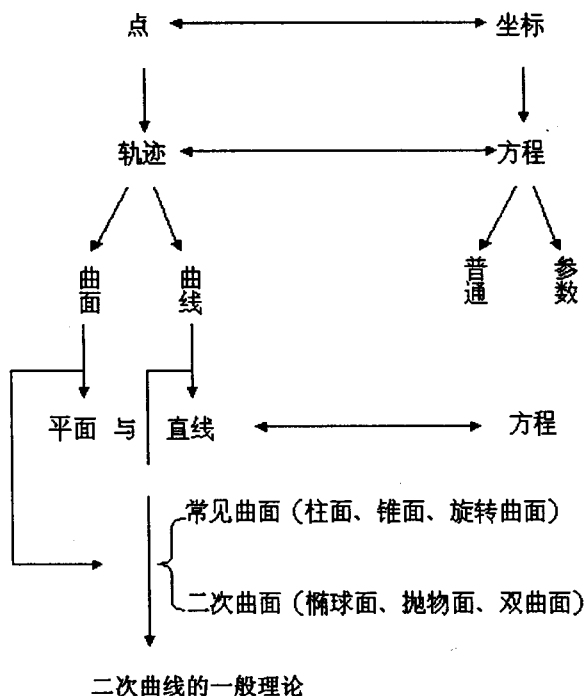 点 坐标
轨迹 方程
曲面 曲线 普通 参数
平面 与 直线 方程
常见曲面（柱面、锥面、旋转曲面）
二次曲面（椭球面、抛物面、双曲面）
二次曲线的一般理论